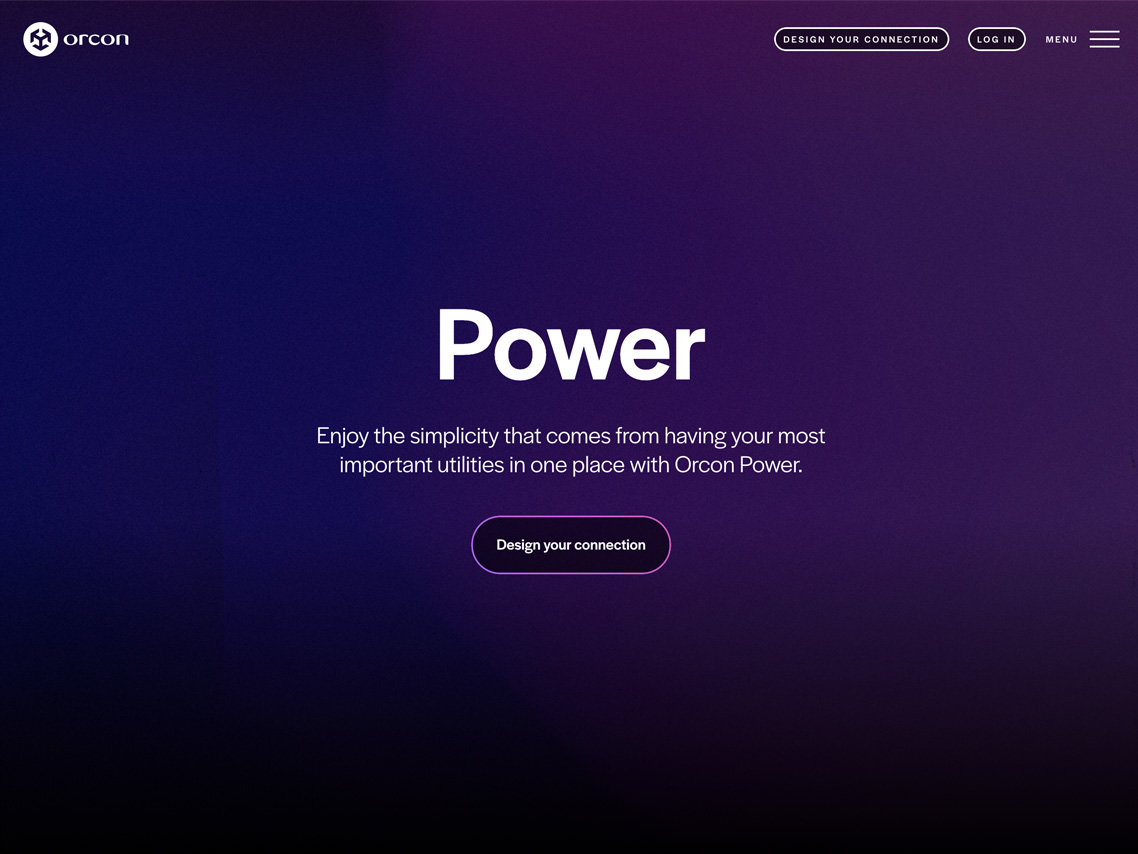 orcon
DESIGN YOUR CONNECTION
LOG IN
MENU
Power
Enjoy the simplicity that comes from having your most
important utilities in one place with Orcon Power.
Design your connection